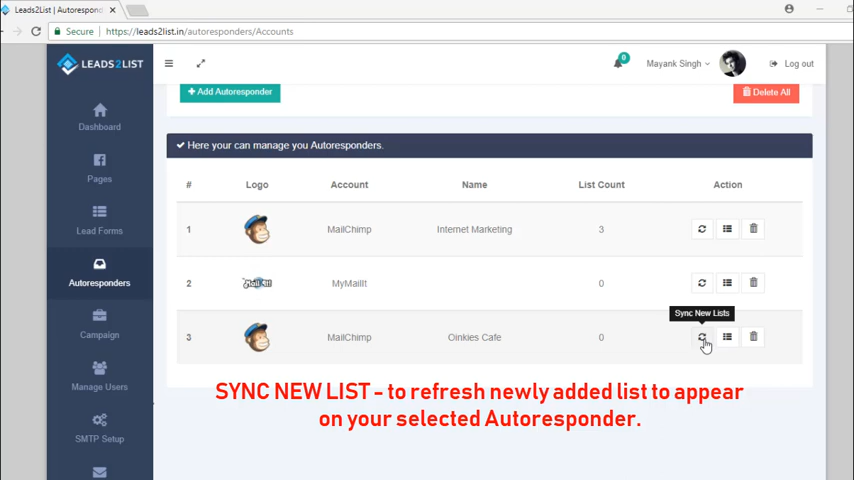 Leads2List | Autorespond
Secure
https://leads2list.in/autoresponders/Accounts
LEADS2LIST
2
Mayank Singh
Log out
Add Autoresponder
Delete All
Dashboard
Here your can manage you Autoresponders.
# Logo Account Name List Count Action
Pages
Lead Forms
1 MailChimp Internet Marketing 3
Autoresponders
2 MyMailIt 0
Sync New Lists
Campaign
3 MailChimp Oinkies Cafe 0
Manage Users
SYNC NEW LIST - to refresh newly added list to appear
on your selected Autoresponder.
SMTP Setup